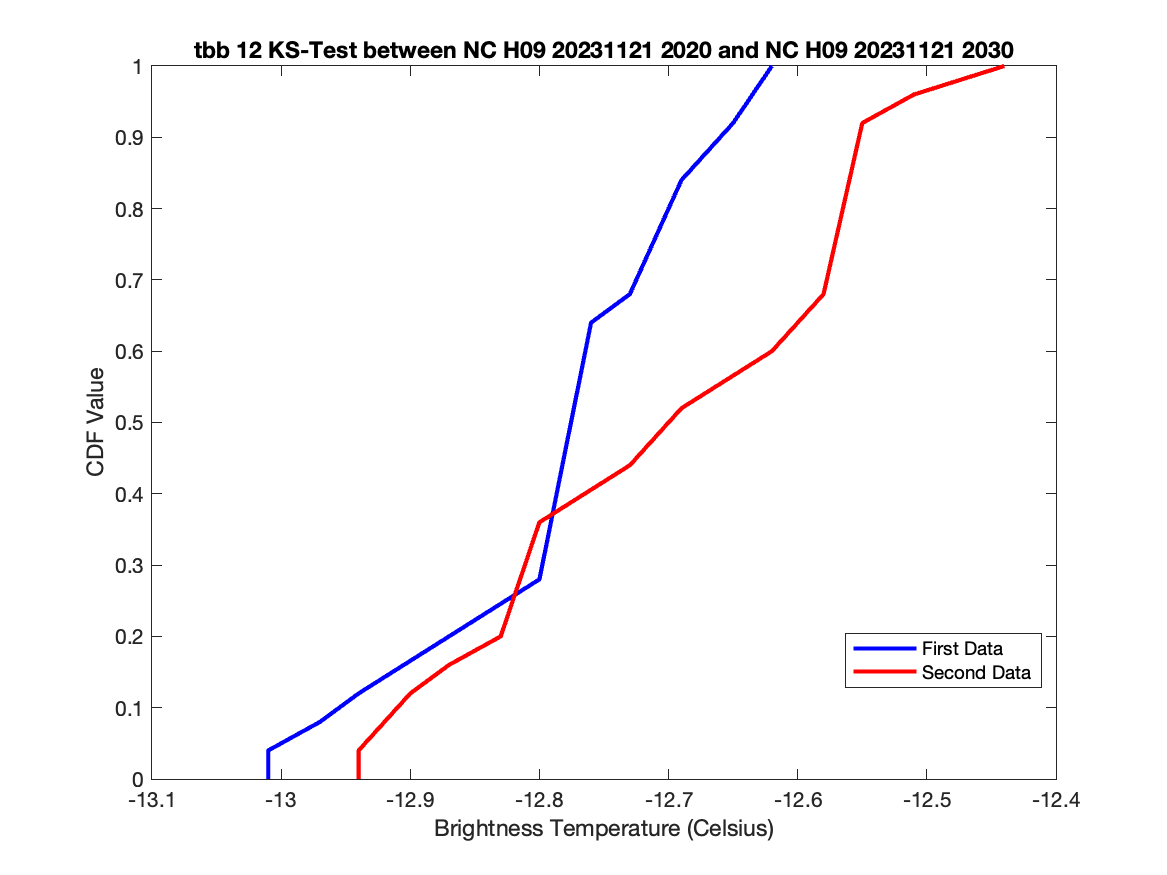 tbb 12 KS-Test between NC H09 20231121 2020 and NC H09 20231121 2030
1
0.9
0.8
0.7
0.6
0.5
0.4
0.3
0.2
0.1
0
CDF Value
First Data
Second Data
-13.1 -13 -12.9 -12.8 -12.7 -12.6 -12.5 -12.4
Brightness Temperature (Celsius)